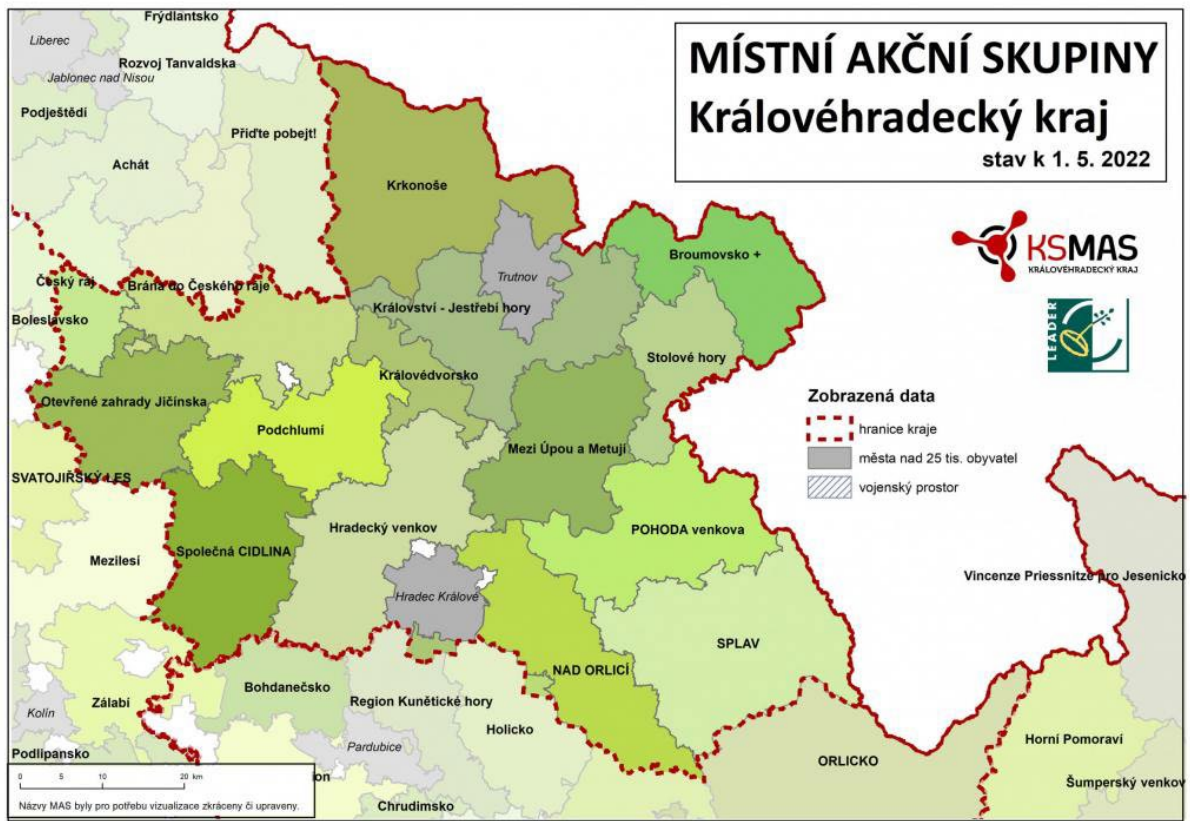 MÍSTNÍ AKČNÍ SKUPINY
Královéhradecký kraj
stav k 1. 5. 2022
Frýdlantsko
Liberec
Rozvoj Tanvaldska
Jablonec nad Nisou
Podještědí
Přiďte pobejt!
Achát
Krkonoše
KSMAS
KRÁLOVÉHRADECKÝ KRAJ
LEADER
Broumovsko +
Trutnov
Český ráj
Brána do Českého ráje
Království - Jestřebí hory
Boleslavsko
Stolové hory
Královédvorsko
Otevřené zahrady Jičínska
Podchlumí
Mezi Úpou a Metují
Zobrazená data
hranice kraje
města nad 25 tis. obyvatel
vojenský prostor
SVATOJIŘSKÝ LES
Hradecký venkov
POHODA venkova
Společná CIDLINA
Mezilesí
Vincenze Priessnitze pro Jesenicko
Hradec Králové
SPLAV
NAD ORLICÍ
Bohdanečsko
Region Kunětické hory
Zálabí
Kolín
Holicko
Horní Pomoraví
Pardubice
Podlipansko
ORLICKO
ion
Šumperský venkov
Chrudimsko
0 5 10 20 km
Názvy MAS byly pro potřebu vizualizace zkráceny či upraveny.